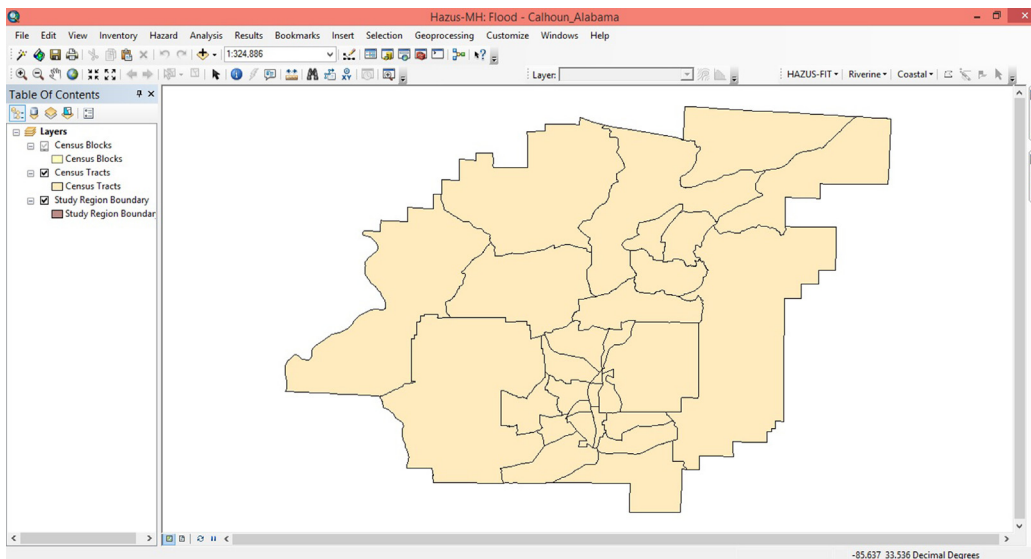 Hazus-MH: Flood - Calhoun_Alabama
File Edit View Inventory Hazard Analysis Results Bookmarks Insert Selection Geoprocessing Customize Windows Help
1:324,886
Layer: HAZUS-FIT Riverine Coastal
Table Of Contents
Layers
Census Blocks
Census Blocks
Census Tracts
Census Tracts
Study Region Boundary
Study Region Boundar
-85.637 33.536 Decimal Degrees